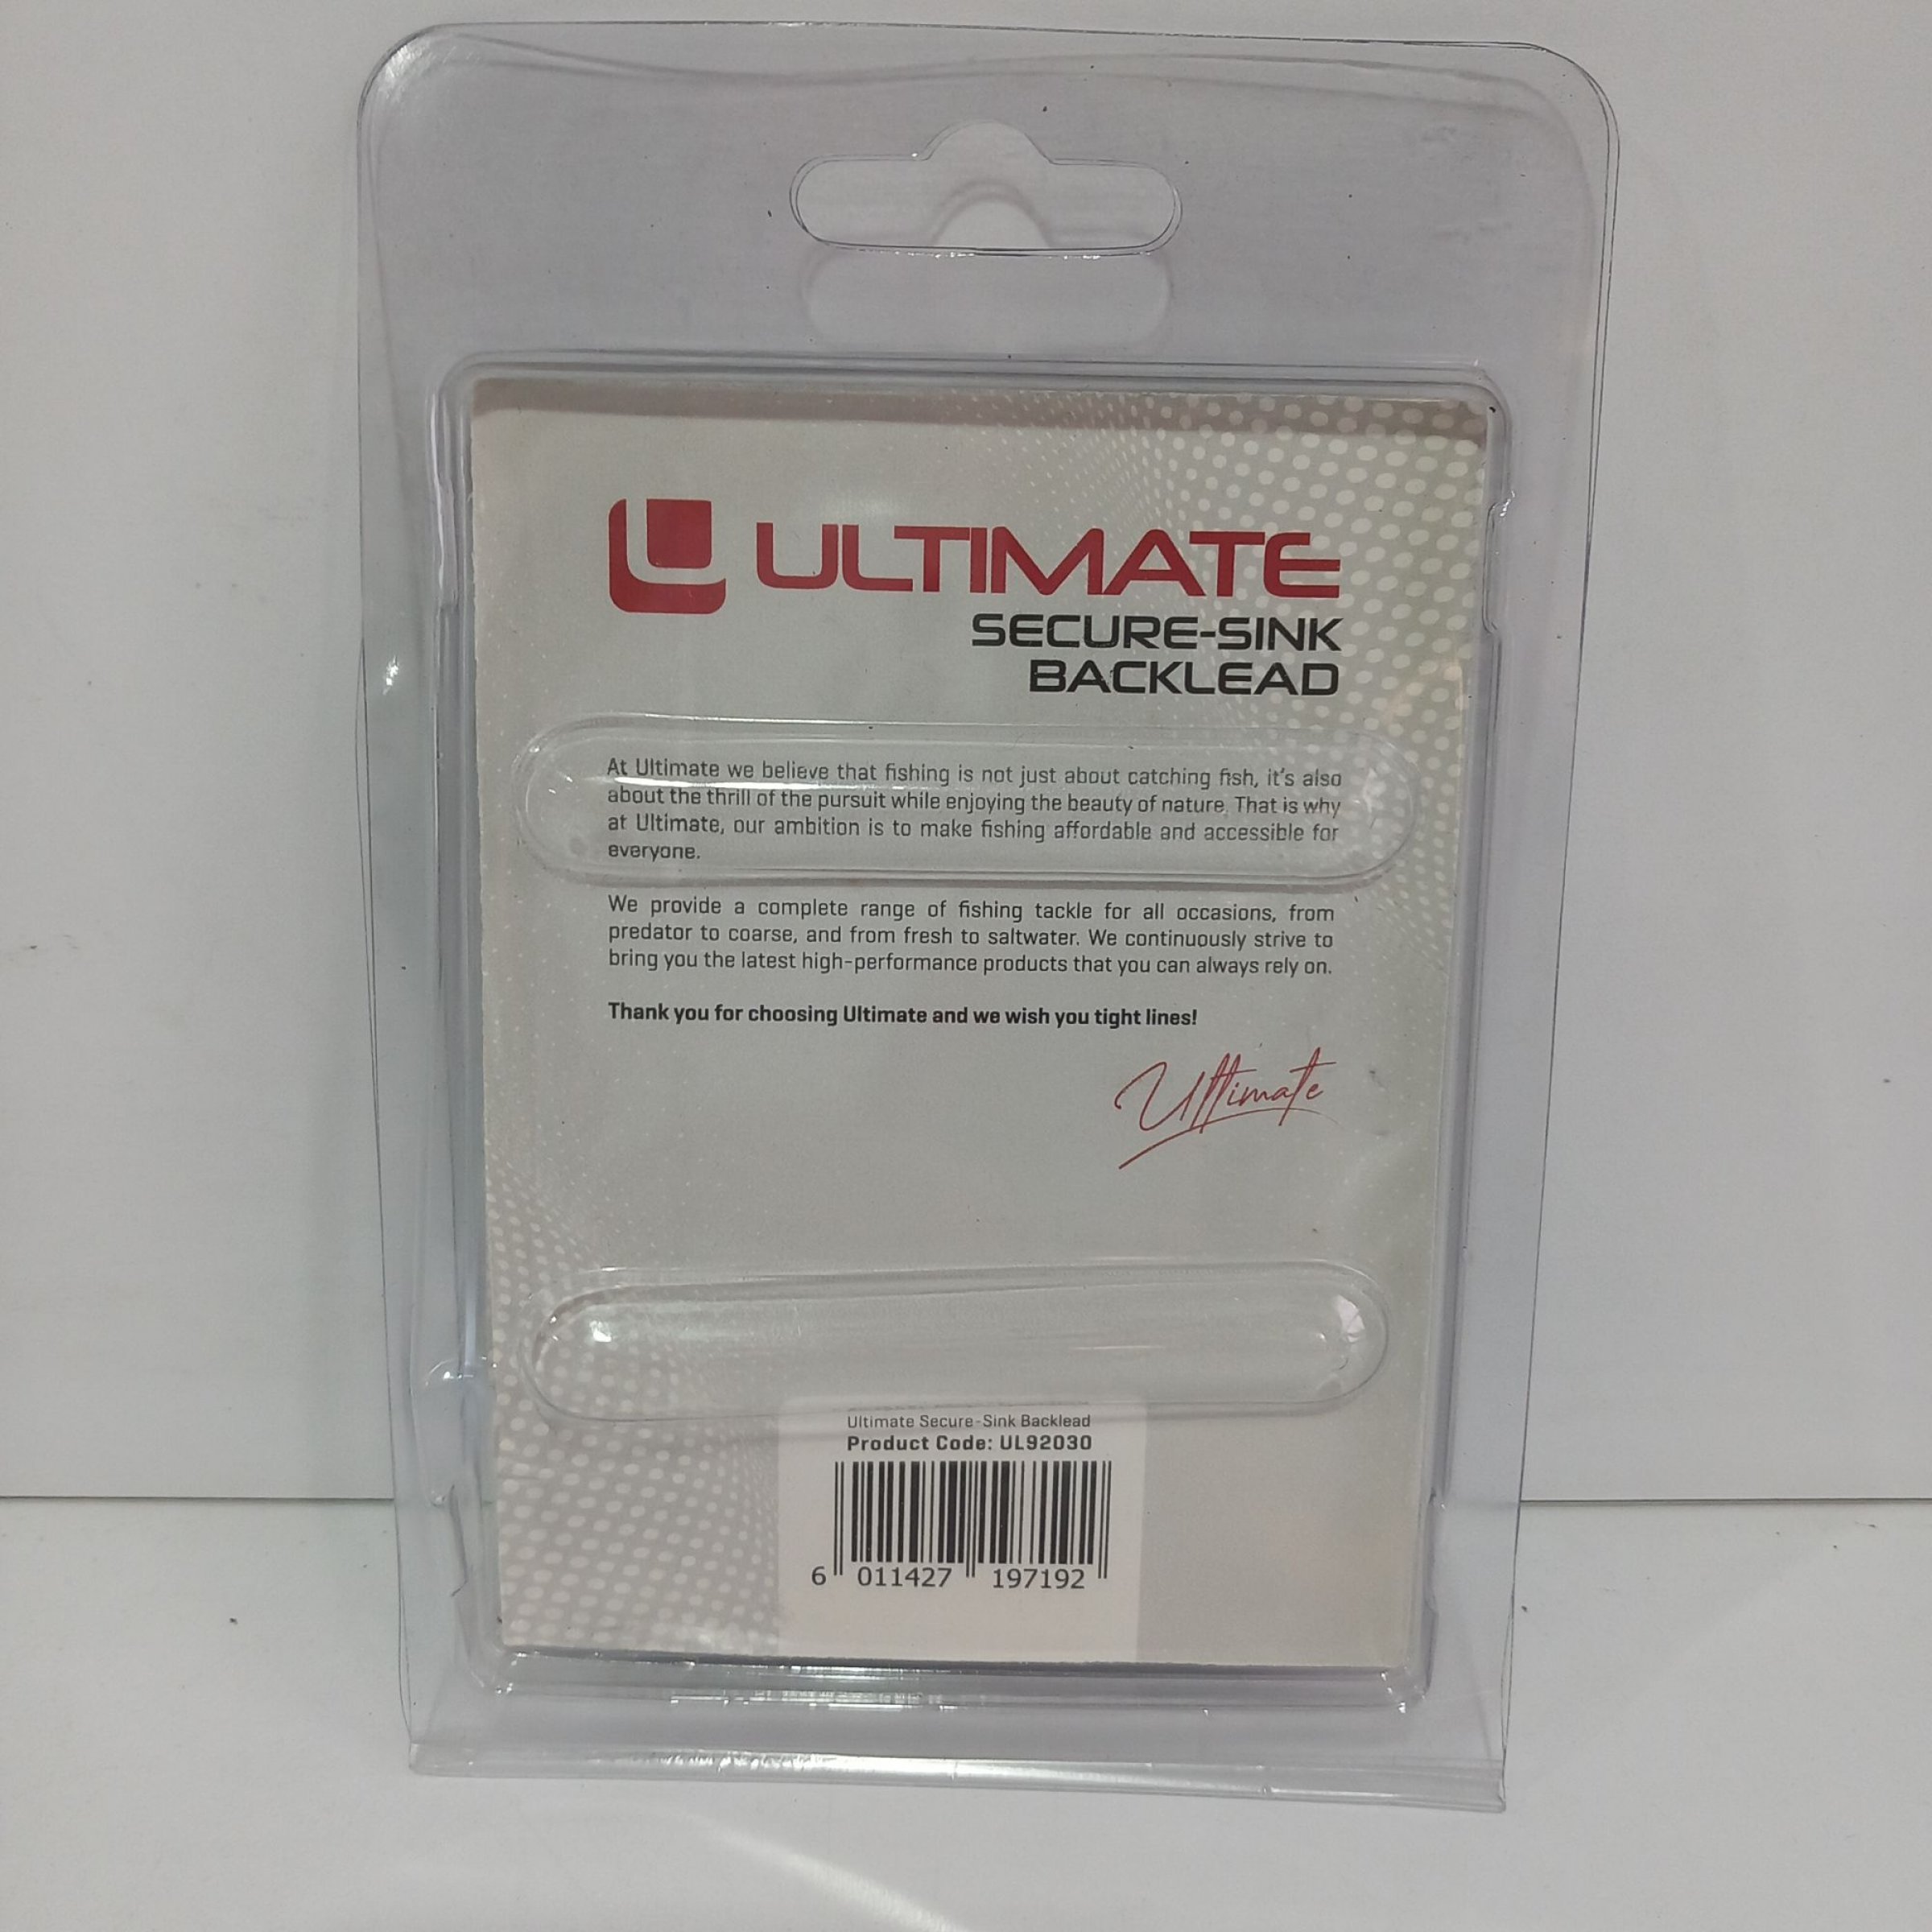 ULTIMATE
SECURE-SINK
BACKLEAD
At Ultimate we believe that fishing is not just about catching fish, it's also
about the thrill of the pursuit while enjoying the beauty of nature. That is why
at Ultimate, our ambition is to make fishing affordable and accessible for
everyone.
We provide a complete range of fishing tackle for all occasions, from
predator to coarse, and from fresh to saltwater. We continuously strive to
bring you the latest high-performance products that you can always rely on.
Thank you for choosing Ultimate and we wish you tight lines!
Ultimate
Ultimate Secure-Sink Backlead
Product Code: UL92030
6 011427 197192